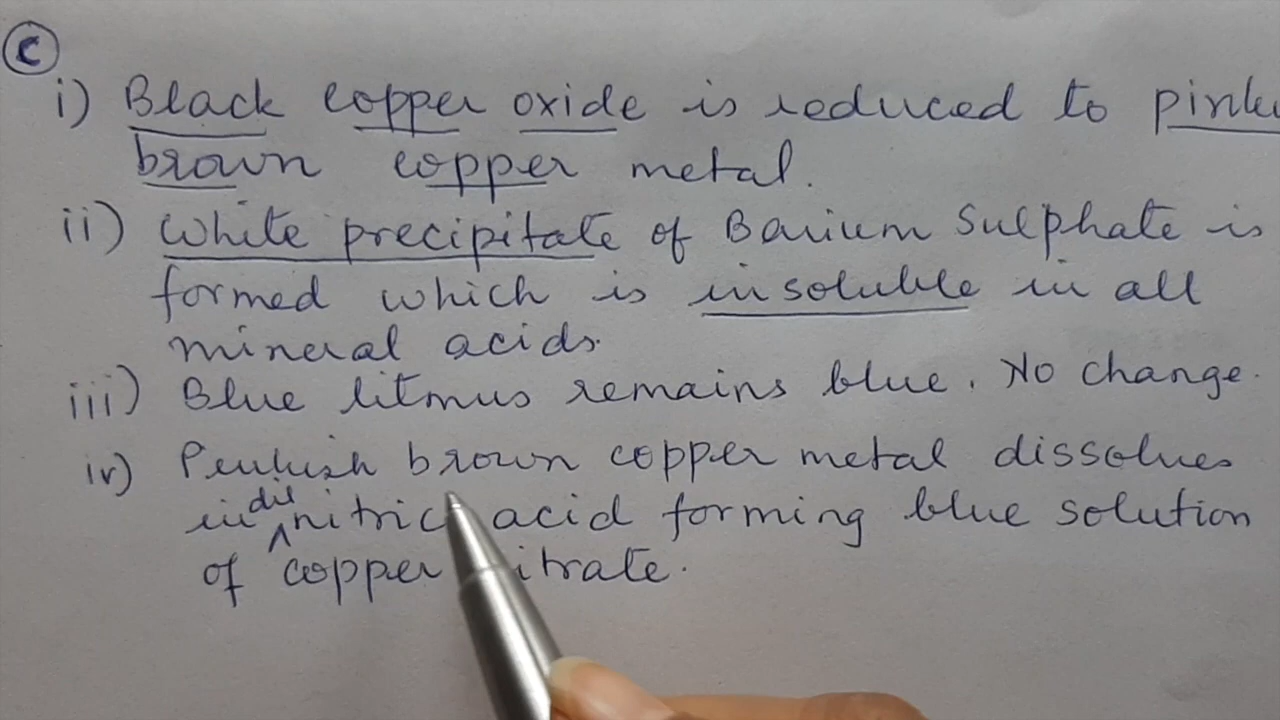 C
i) Black copper oxide is reduced to
brown copper metal.
ii) White precipitate of Barium Sulphate is
formed which is insoluble in all
mineral acids.
iii) Blue litmus remains blue. No change.
iv) Pinkish brown copper metal dissolves
in dil nitric acid forming blue solution
of copper itrate.